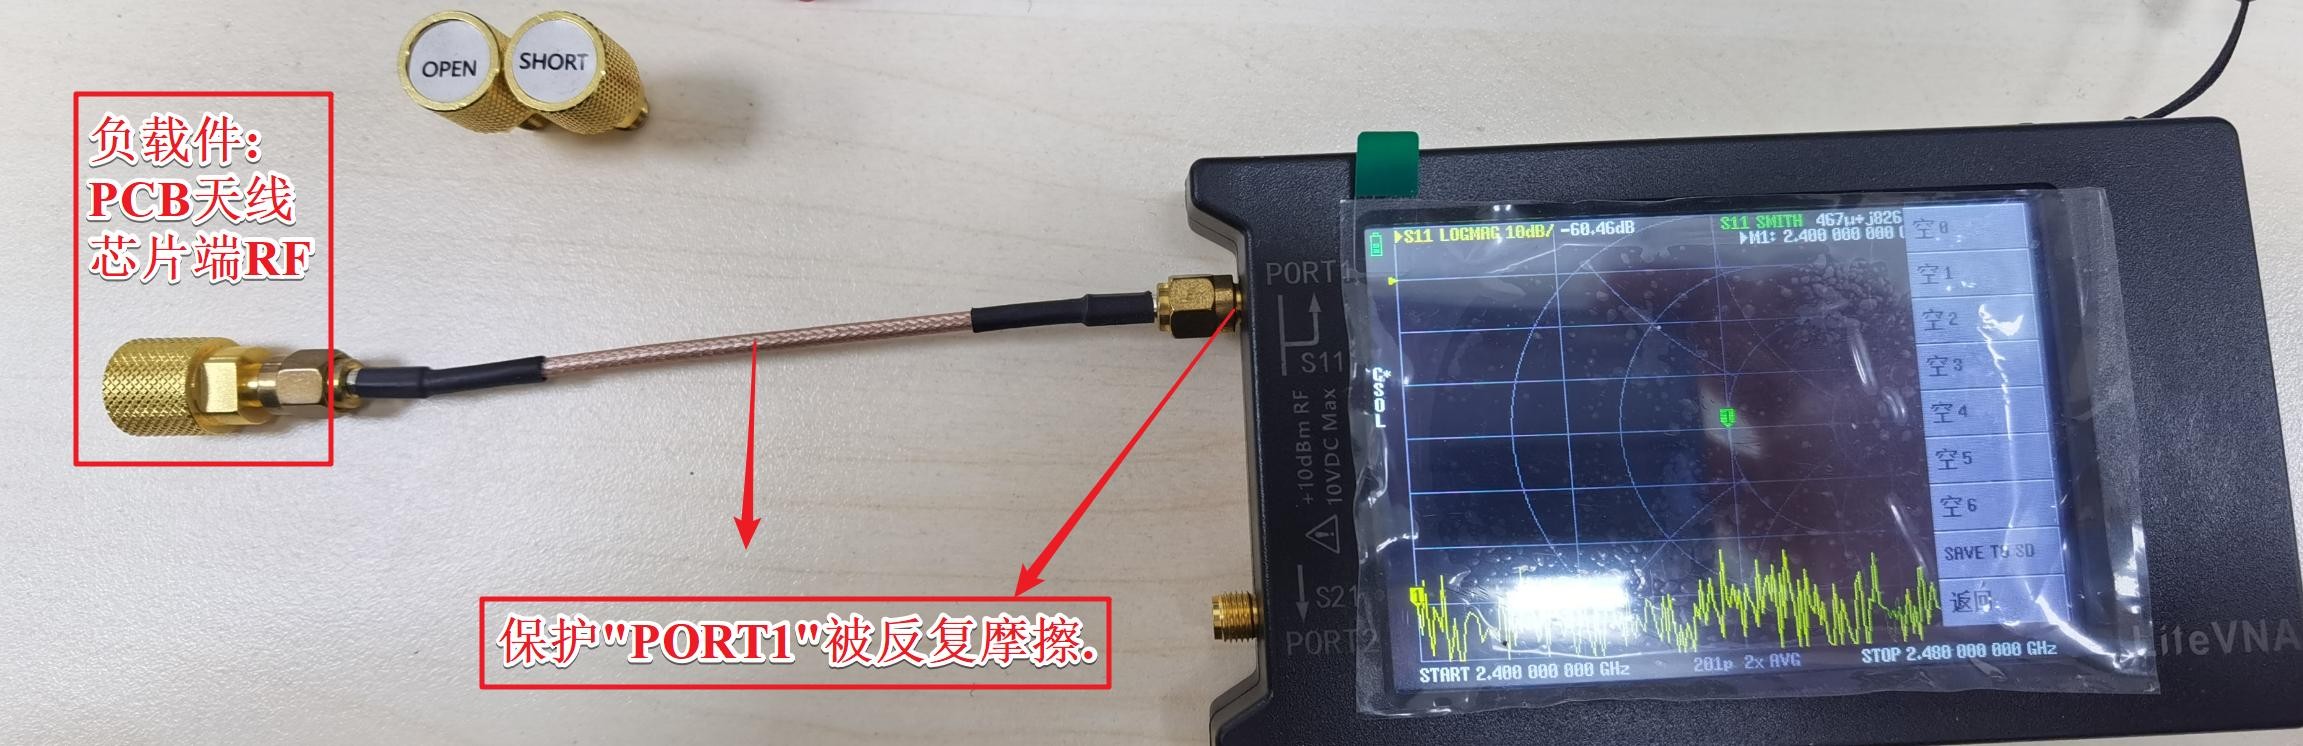 OPEN
SHORT
负载件:
PCB天线
芯片端RF
保护"PORT1"被反复摩擦.
PORT1
S11
+10dBm RF
10VDC Max
S21
PORT2
S11 LOGMAG 10dB/ -60.46dB
S11 SMITH 467µ+j826
M1: 2.400 000 000
空0
空1
空2
空3
空4
空5
空6
SAVE TO SD
返回
1
START 2.400 000 000 GHz
201p 2x AVG
STOP 2.480 000 000 GHz
LiteVNA